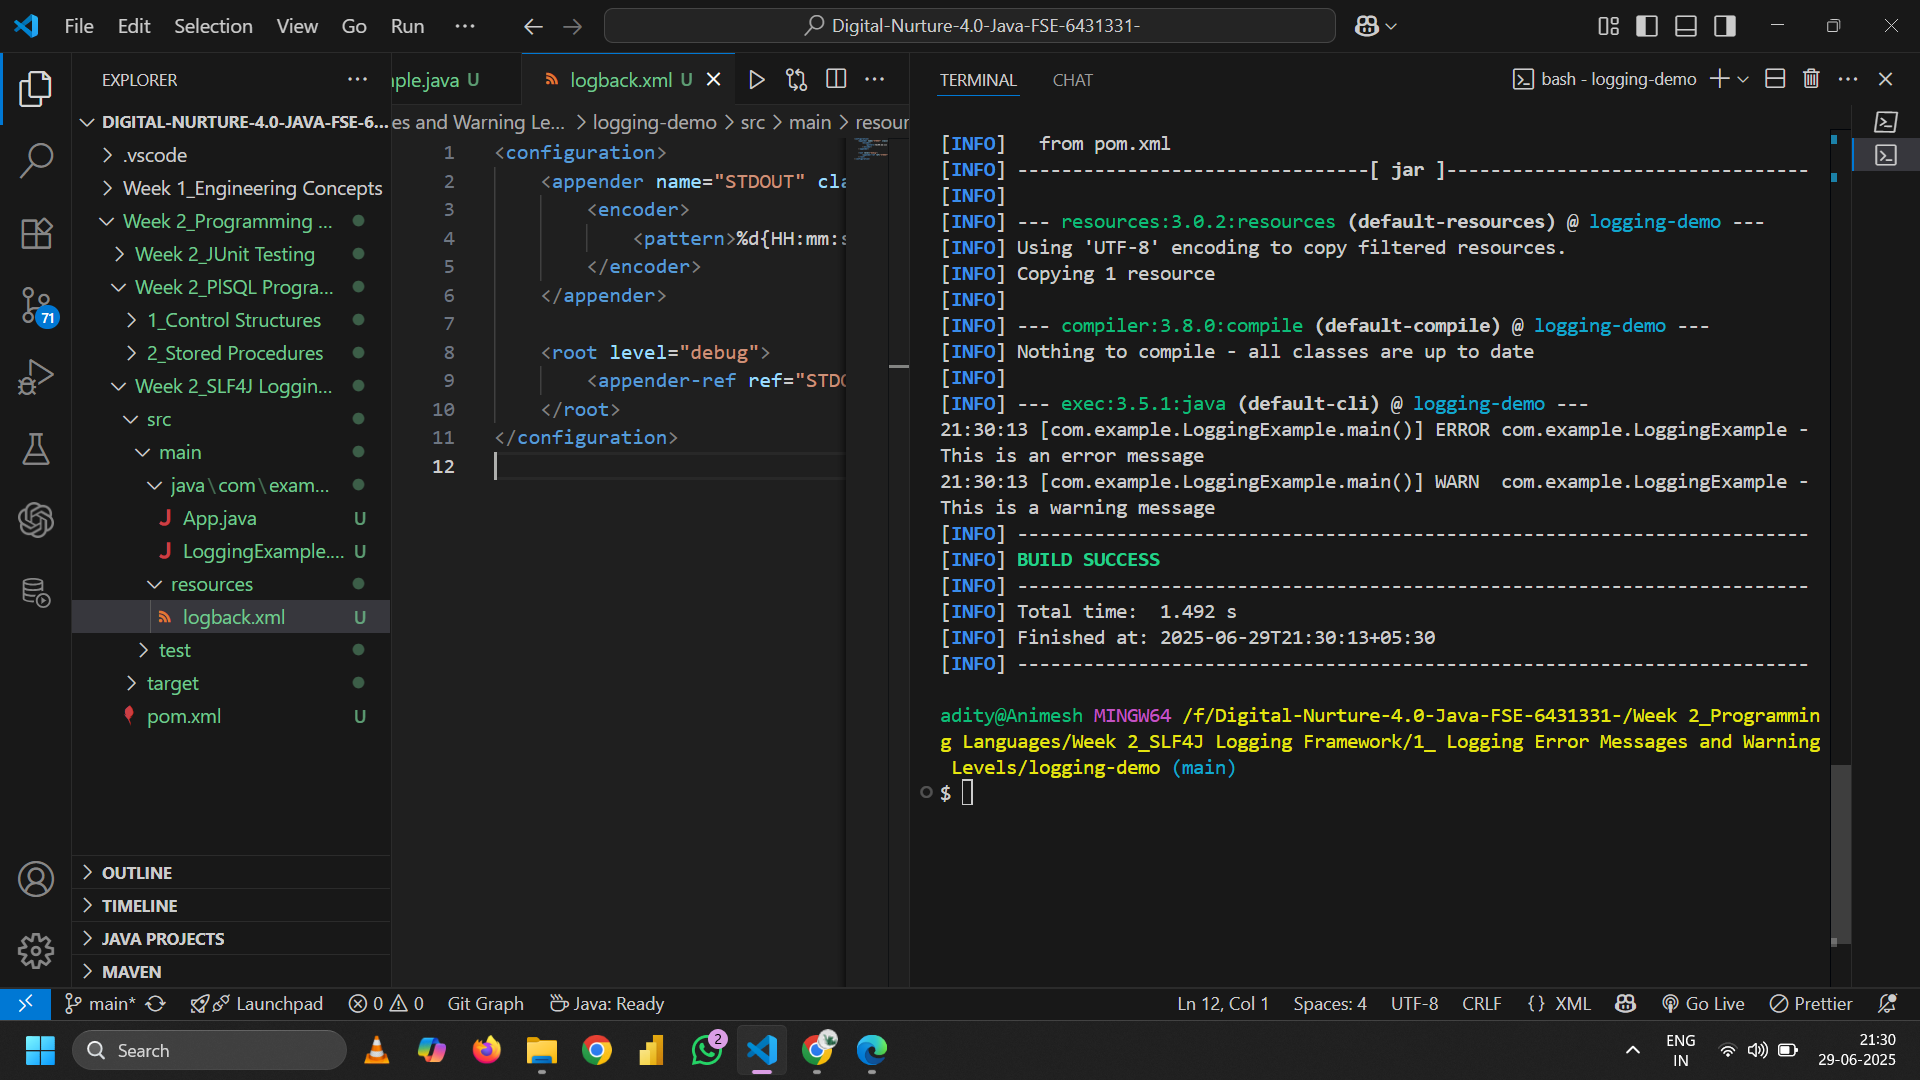 File Edit Selection View Go Run ··· Digital-Nurture-4.0-Java-FSE-6431331-
EXPLORER
DIGITAL-NURTURE-4.0-JAVA-FSE-6...
.vscode
Week 1_Engineering Concepts
Week 2_Programming ...
Week 2_JUnit Testing
Week 2_PlSQL Progra...
1_Control Structures
2_Stored Procedures
Week 2_SLF4J Loggin...
src
main
java\com\exam...
App.java U
LoggingExample.... U
resources
logback.xml U
test
target
pom.xml U
OUTLINE
TIMELINE
JAVA PROJECTS
MAVEN
71
ple.java U logback.xml U
es and Warning Le... > logging-demo > src > main > resour
1 <configuration>
2 <appender name="STDOUT" cla
3 <encoder>
4 <pattern>%d{HH:mm:s
5 </encoder>
6 </appender>
7
8 <root level="debug">
9 <appender-ref ref="STDO
10 </root>
11 </configuration>
12
TERMINAL CHAT bash - logging-demo
[INFO]   from pom.xml
[INFO] --------------------------------[ jar ]---------------------------------
[INFO]
[INFO] --- resources:3.0.2:resources (default-resources) @ logging-demo ---
[INFO] Using 'UTF-8' encoding to copy filtered resources.
[INFO] Copying 1 resource
[INFO]
[INFO] --- compiler:3.8.0:compile (default-compile) @ logging-demo ---
[INFO] Nothing to compile - all classes are up to date
[INFO]
[INFO] --- exec:3.5.1:java (default-cli) @ logging-demo ---
21:30:13 [com.example.LoggingExample.main()] ERROR com.example.LoggingExample -
This is an error message
21:30:13 [com.example.LoggingExample.main()] WARN  com.example.LoggingExample -
This is a warning message
[INFO] ------------------------------------------------------------------------
[INFO] BUILD SUCCESS
[INFO] ------------------------------------------------------------------------
[INFO] Total time:  1.492 s
[INFO] Finished at: 2025-06-29T21:30:13+05:30
[INFO] ------------------------------------------------------------------------
adity@Animesh MINGW64 /f/Digital-Nurture-4.0-Java-FSE-6431331-/Week 2_Programmin
g Languages/Week 2_SLF4J Logging Framework/1_ Logging Error Messages and Warning
Levels/logging-demo (main)
$
main* Launchpad 0 0 Git Graph Java: Ready Ln 12, Col 1 Spaces: 4 UTF-8 CRLF {} XML Go Live Prettier
Search 2 ENG IN 21:30
29-06-2025